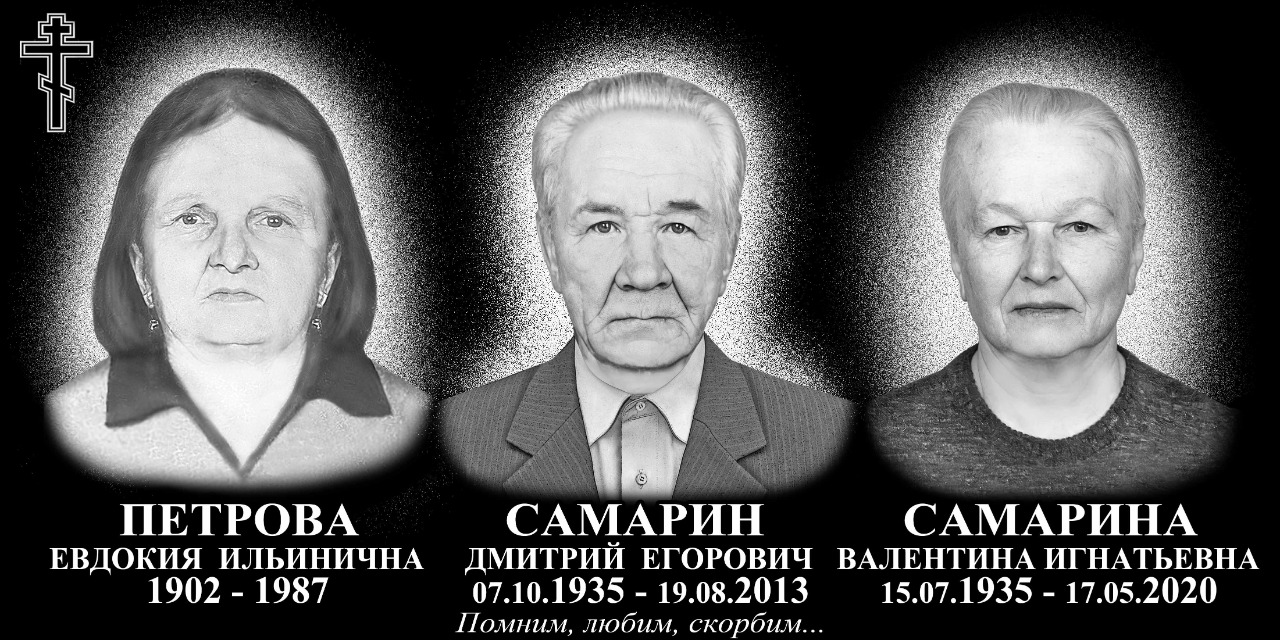 ПЕТРОВА
ЕВДОКИЯ ИЛЬИНИЧНА
1902 - 1987
САМАРИН
ДМИТРИЙ ЕГОРОВИЧ
07.10.1935 - 19.08.2013
САМАРИНА
ВАЛЕНТИНА ИГНАТЬЕВНА
15.07.1935 - 17.05.2020
Помним, любим, скорбим...